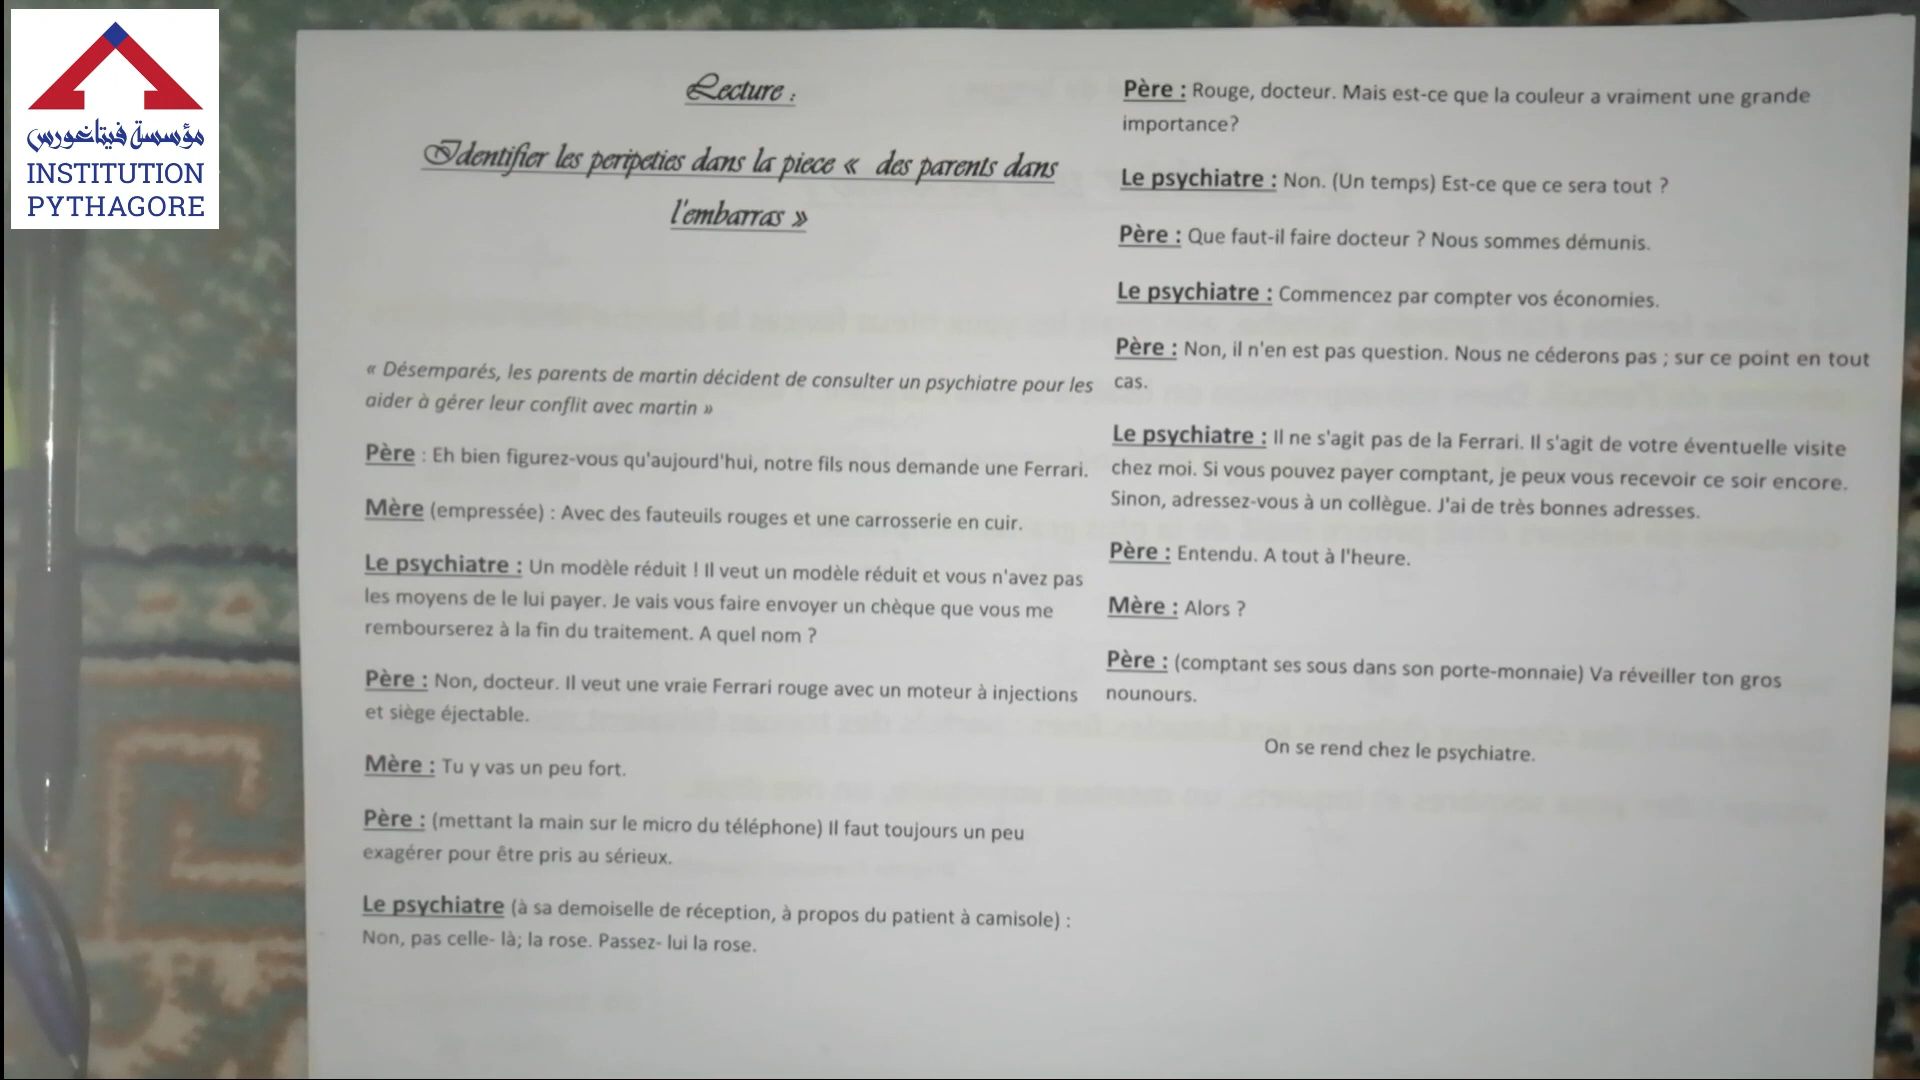 مؤسسة فيتاغورس
INSTITUTION
PYTHAGORE
Lecture :
Identifier les peripeties dans la piece « des parents dans
l'embarras »
« Désemparés, les parents de martin décident de consulter un psychiatre pour les
aider à gérer leur conflit avec martin »
Père : Eh bien figurez-vous qu'aujourd'hui, notre fils nous demande une Ferrari.
Mère (empressée) : Avec des fauteuils rouges et une carrosserie en cuir.
Le psychiatre : Un modèle réduit ! Il veut un modèle réduit et vous n'avez pas
les moyens de le lui payer. Je vais vous faire envoyer un chèque que vous me
rembourserez à la fin du traitement. A quel nom ?
Père : Non, docteur. Il veut une vraie Ferrari rouge avec un moteur à injections
et siège éjectable.
Mère : Tu y vas un peu fort.
Père : (mettant la main sur le micro du téléphone) Il faut toujours un peu
exagérer pour être pris au sérieux.
Le psychiatre (à sa demoiselle de réception, à propos du patient à camisole) :
Non, pas celle- là; la rose. Passez- lui la rose.
Père : Rouge, docteur. Mais est-ce que la couleur a vraiment une grande
importance?
Le psychiatre : Non. (Un temps) Est-ce que ce sera tout ?
Père : Que faut-il faire docteur ? Nous sommes démunis.
Le psychiatre : Commencez par compter vos économies.
Père : Non, il n'en est pas question. Nous ne céderons pas ; sur ce point en tout
cas.
Le psychiatre : Il ne s'agit pas de la Ferrari. Il s'agit de votre éventuelle visite
chez moi. Si vous pouvez payer comptant, je peux vous recevoir ce soir encore.
Sinon, adressez-vous à un collègue. J'ai de très bonnes adresses.
Père : Entendu. A tout à l'heure.
Mère : Alors ?
Père : (comptant ses sous dans son porte-monnaie) Va réveiller ton gros
nounours.
On se rend chez le psychiatre.